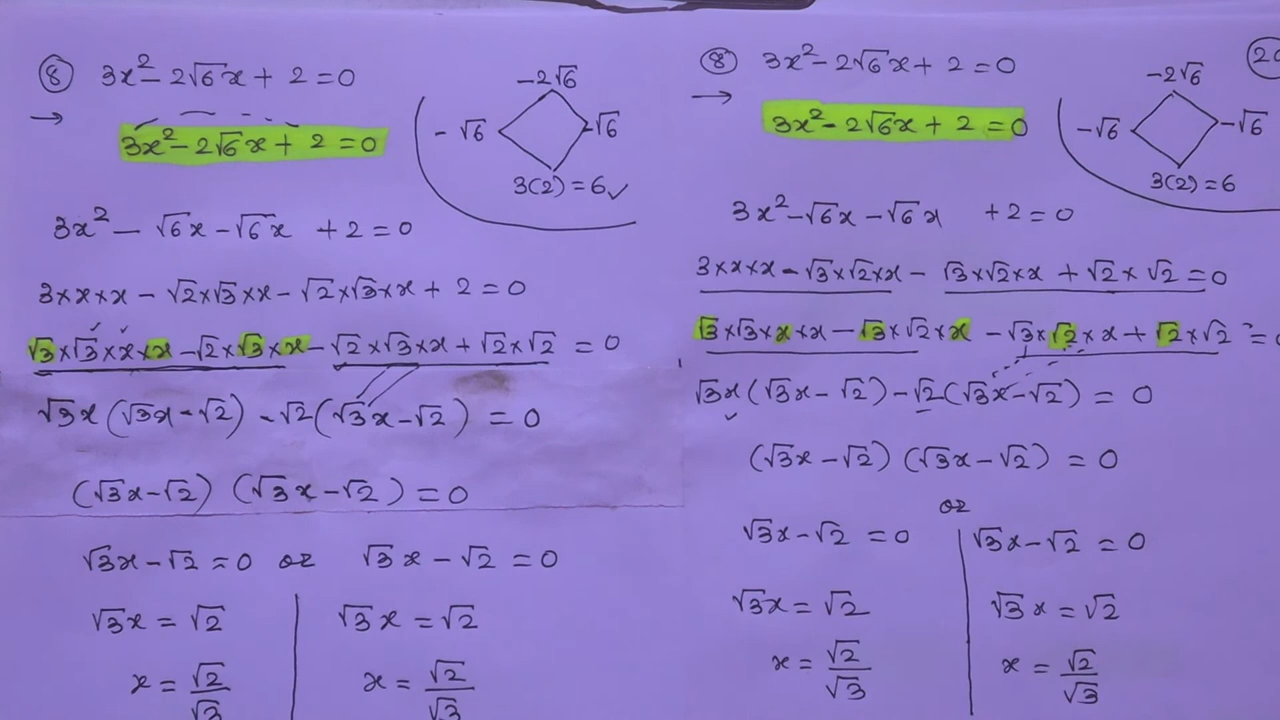 ⑧ 3x² - 2√6x + 2 = 0
→ 3x² - 2√6x + 2 = 0
-2√6
-√6 -√6
3(2) = 6 ✓
3x² - √6x - √6x + 2 = 0
3×x×x - √2×√3×x - √2×√3×x + 2 = 0
√3×√3×x×x - √2×√3×x - √2×√3×x + √2×√2 = 0
√3x(√3x - √2) - √2(√3x - √2) = 0
(√3x - √2) (√3x - √2) = 0
√3x - √2 = 0 or √3x - √2 = 0
√3x = √2 √3x = √2
x = √2/√3 x = √2/√3
⑧ 3x² - 2√6x + 2 = 0
→ 3x² - 2√6x + 2 = 0
-2√6
-√6 -√6
3(2) = 6
3x² - √6x - √6x + 2 = 0
3×x×x - √3×√2×x - √3×√2×x + √2×√2 = 0
√3×√3×x×x - √3×√2×x - √3×√2×x + √2×√2 =
√3x(√3x - √2) - √2(√3x - √2) = 0
(√3x - √2) (√3x - √2) = 0
or
√3x - √2 = 0 √3x - √2 = 0
√3x = √2 √3x = √2
x = √2/√3 x = √2/√3